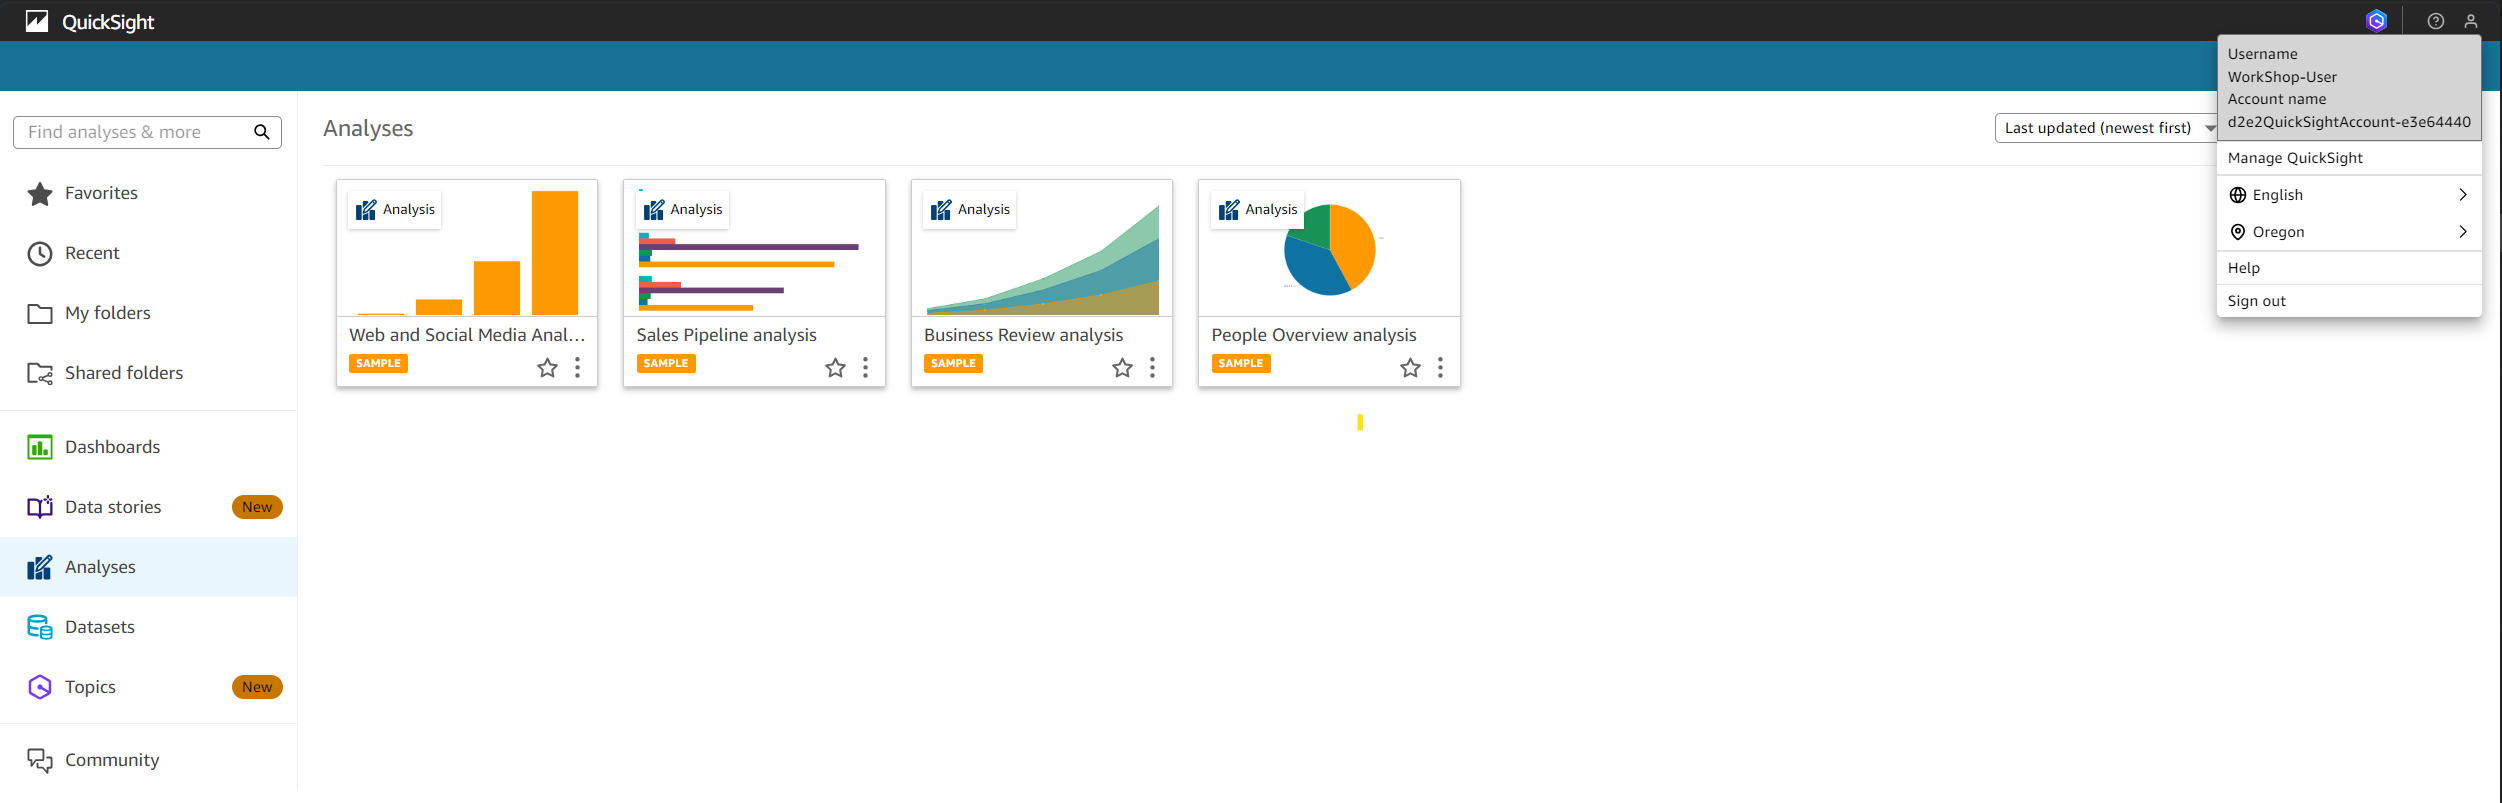 QuickSight
Username
WorkShop-User
Account name
d2e2QuickSightAccount-e3e64440
Manage QuickSight
English
Oregon
Help
Sign out
Find analyses & more
Favorites
Recent
My folders
Shared folders
Dashboards
Data stories New
Analyses
Datasets
Topics New
Community
Analyses
Last updated (newest first)
Analysis
Web and Social Media Anal...
SAMPLE
Analysis
Sales Pipeline analysis
SAMPLE
Analysis
Business Review analysis
SAMPLE
Analysis
People Overview analysis
SAMPLE